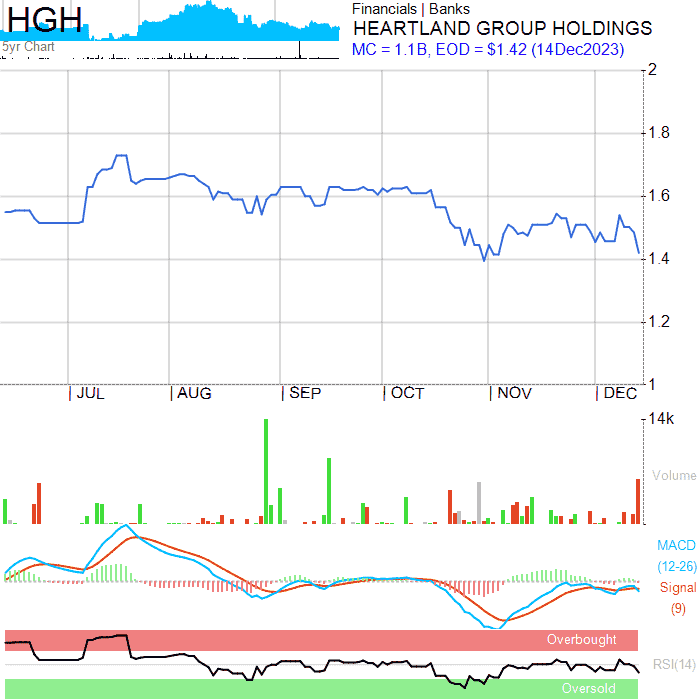 HGH
5yr Chart
Financials | Banks
HEARTLAND GROUP HOLDINGS
MC = 1.1B, EOD = $1.42 (14Dec2023)
2
1.8
1.6
1.4
1.2
1
| JUL | AUG | SEP | OCT | NOV | DEC
14k
Volume
MACD
(12-26)
Signal
(9)
Overbought
RSI(14)
Oversold